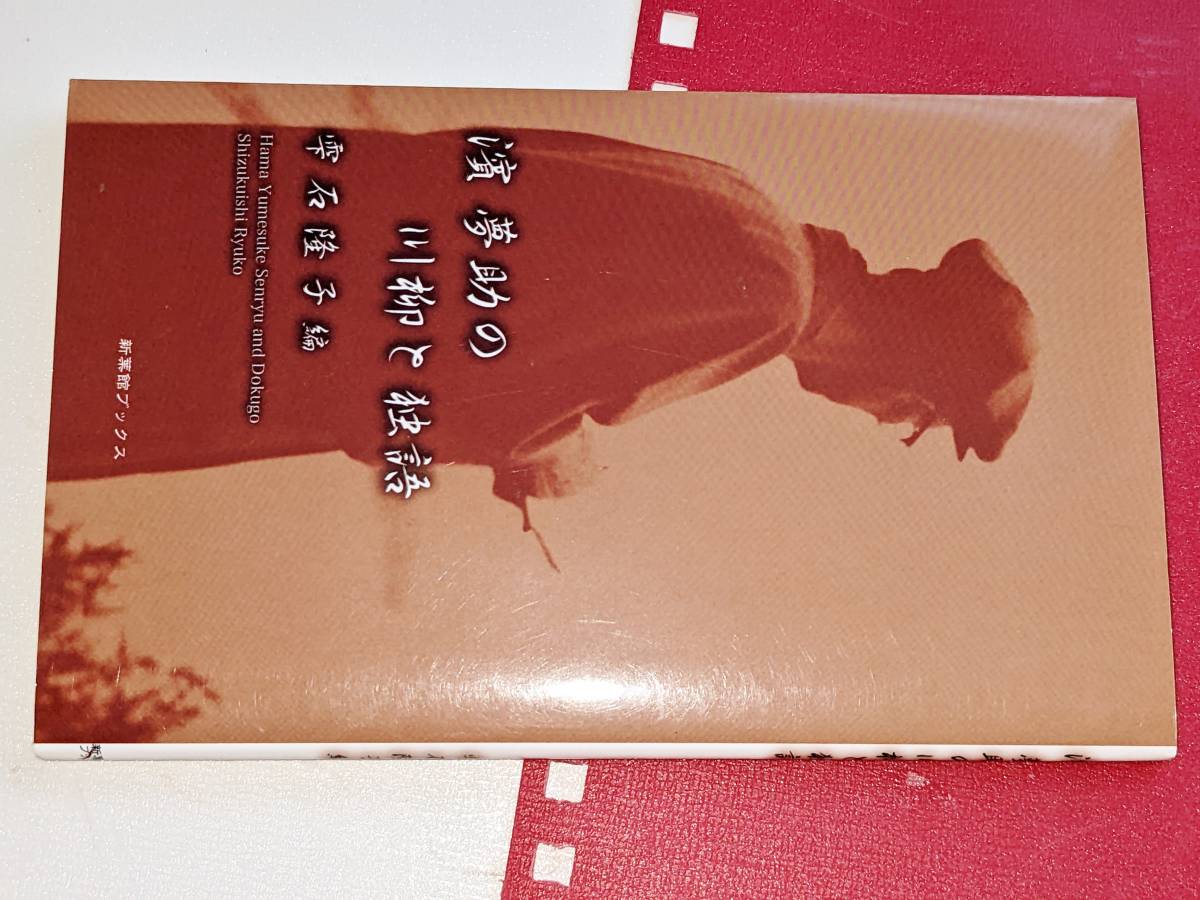 濱 夢助の
川柳と独語
雫石隆子 編
Hama Yumesuke Senryu and Dokugo
Shizukuishi Ryuko
新葉館ブックス